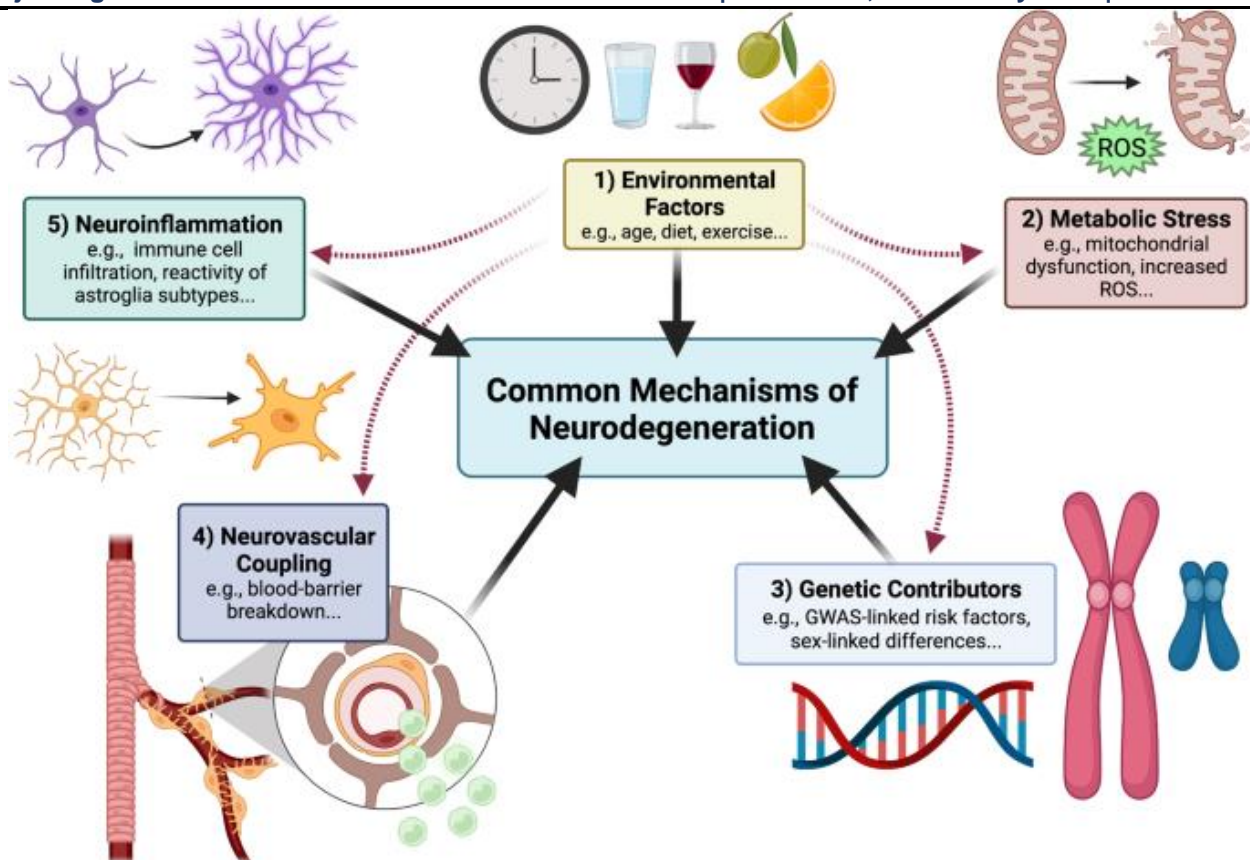 1) Environmental
Factors
e.g., age, diet, exercise...
ROS
2) Metabolic Stress
e.g., mitochondrial
dysfunction, increased
ROS...
5) Neuroinflammation
e.g., immune cell
infiltration, reactivity of
astroglia subtypes...
Common Mechanisms of
Neurodegeneration
4) Neurovascular
Coupling
e.g., blood-barrier
breakdown...
3) Genetic Contributors
e.g., GWAS-linked risk factors,
sex-linked differences...